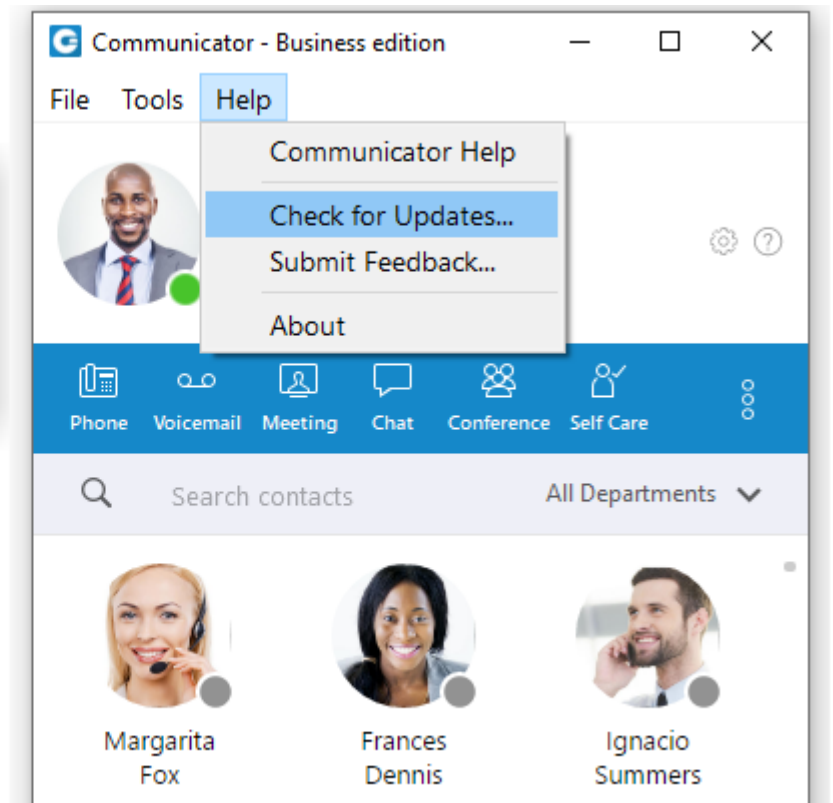 Communicator - Business edition
File Tools Help
Communicator Help
Check for Updates...
Submit Feedback...
About
Phone Voicemail Meeting Chat Conference Self Care
Search contacts All Departments
Margarita Frances Ignacio
Fox Dennis Summers